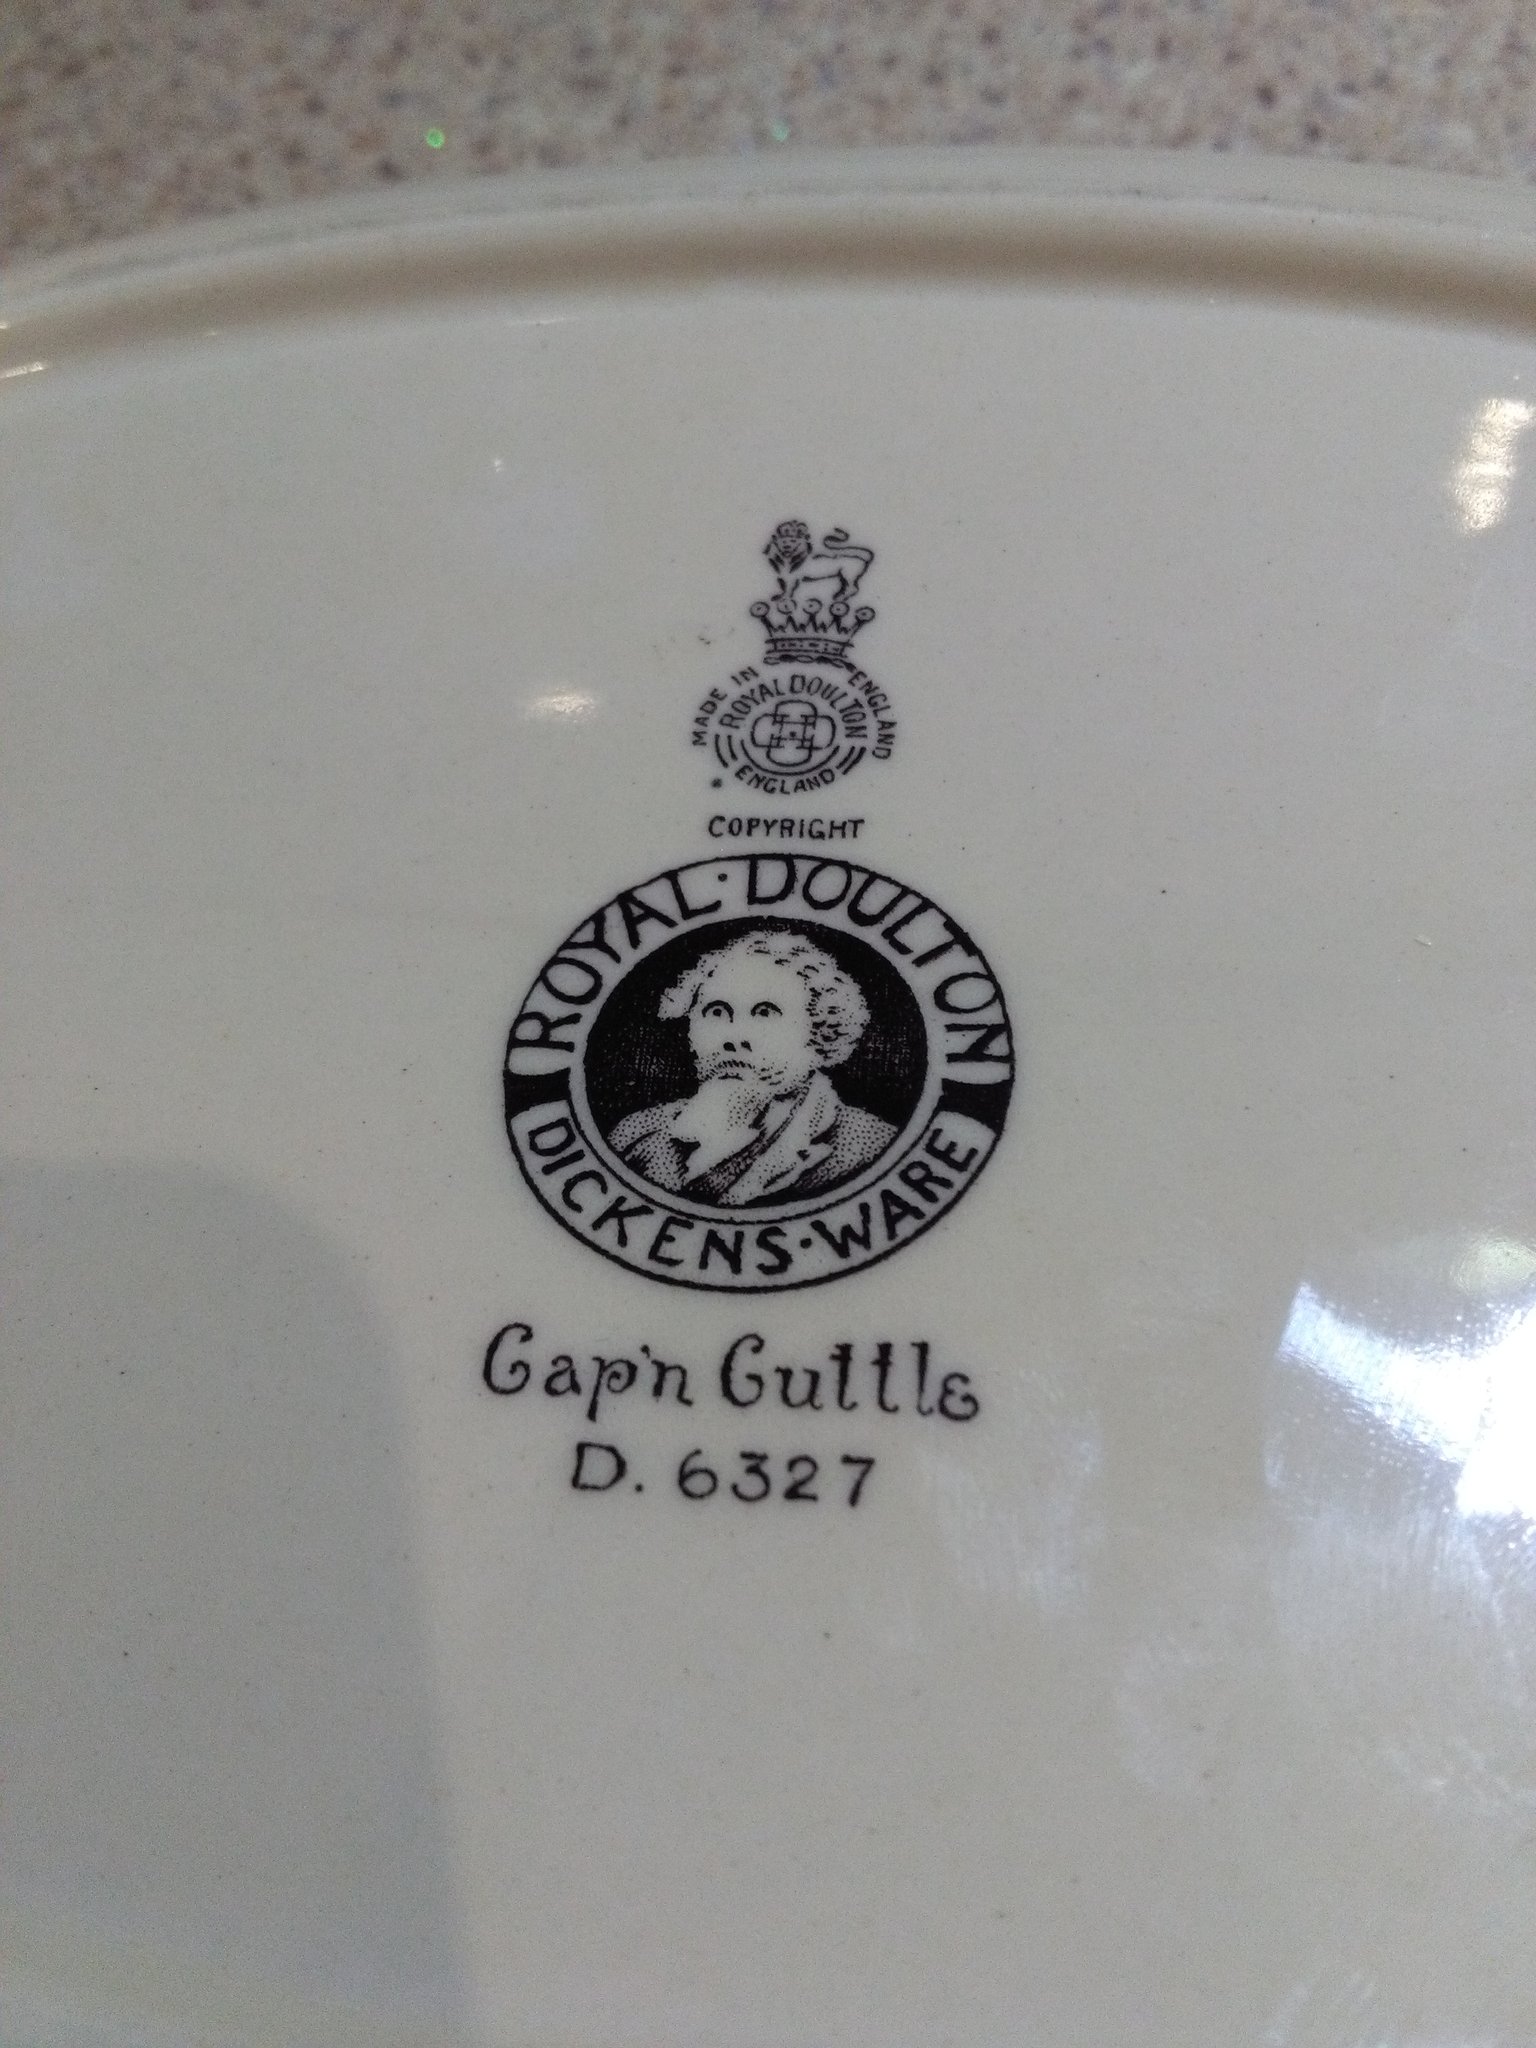 MADE IN ENGLAND
ROYAL DOULTON
ENGLAND
COPYRIGHT
ROYAL·DOULTON
DICKENS·WARE
Cap'n Cuttle
D. 6327